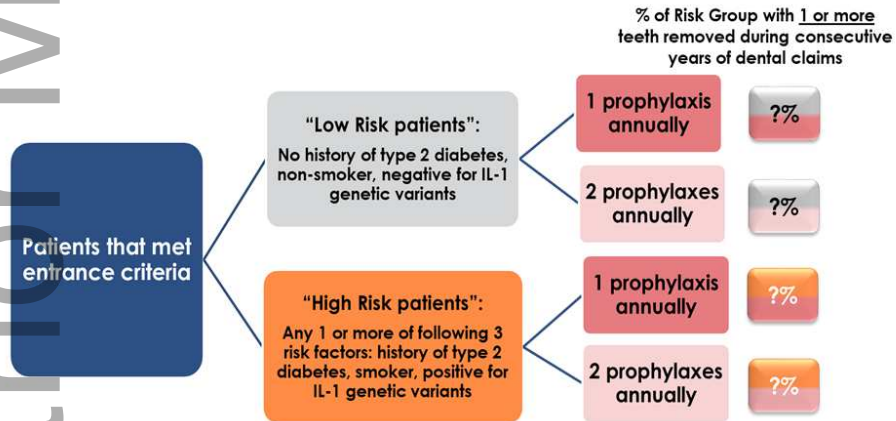 % of Risk Group with 1 or more
teeth removed during consecutive
years of dental claims
Patients that met
entrance criteria
“Low Risk patients”:
No history of type 2 diabetes,
non-smoker, negative for IL-1
genetic variants
1 prophylaxis
annually
?%
2 prophylaxes
annually
?%
“High Risk patients”:
Any 1 or more of following 3
risk factors: history of type 2
diabetes, smoker, positive for
IL-1 genetic variants
1 prophylaxis
annually
?%
2 prophylaxes
annually
?%